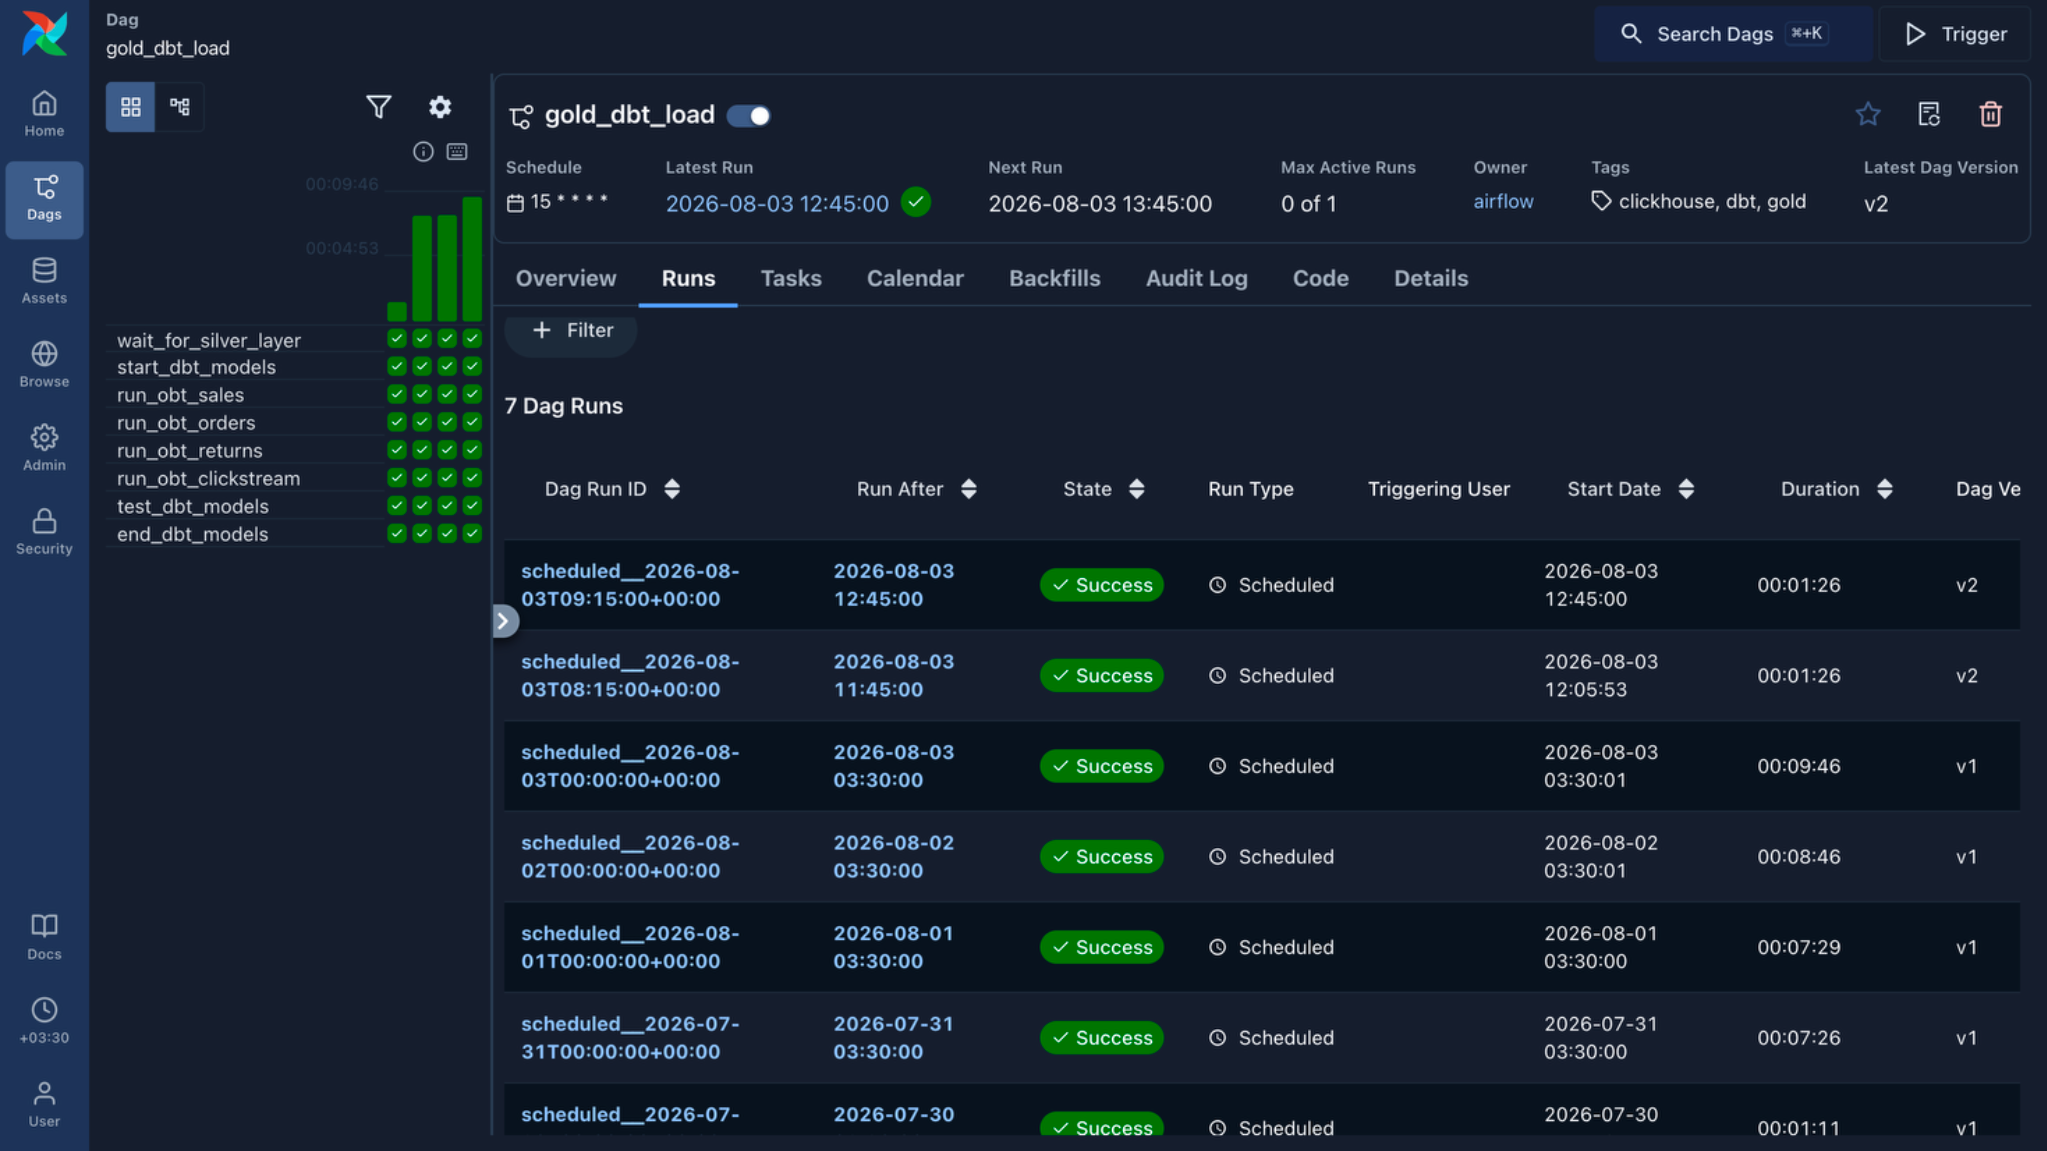 Dag
gold_dbt_load
Search Dags ⌘+K
Trigger
Home
Dags
Assets
Browse
Admin
Security
Docs
+03:30
User
00:09:46
00:04:53
wait_for_silver_layer
start_dbt_models
run_obt_sales
run_obt_orders
run_obt_returns
run_obt_clickstream
test_dbt_models
end_dbt_models
gold_dbt_load
Schedule Latest Run Next Run Max Active Runs Owner Tags Latest Dag Version
15 * * * * 2026-08-03 12:45:00 2026-08-03 13:45:00 0 of 1 airflow clickhouse, dbt, gold v2
Overview Runs Tasks Calendar Backfills Audit Log Code Details
+ Filter
7 Dag Runs
Dag Run ID Run After State Run Type Triggering User Start Date Duration Dag Ve
scheduled__2026-08- 2026-08-03 Success Scheduled 2026-08-03 00:01:26 v2
03T09:15:00+00:00 12:45:00 12:45:00
scheduled__2026-08- 2026-08-03 Success Scheduled 2026-08-03 00:01:26 v2
03T08:15:00+00:00 11:45:00 12:05:53
scheduled__2026-08- 2026-08-03 Success Scheduled 2026-08-03 00:09:46 v1
03T00:00:00+00:00 03:30:00 03:30:01
scheduled__2026-08- 2026-08-02 Success Scheduled 2026-08-02 00:08:46 v1
02T00:00:00+00:00 03:30:00 03:30:01
scheduled__2026-08- 2026-08-01 Success Scheduled 2026-08-01 00:07:29 v1
01T00:00:00+00:00 03:30:00 03:30:00
scheduled__2026-07- 2026-07-31 Success Scheduled 2026-07-31 00:07:26 v1
31T00:00:00+00:00 03:30:00 03:30:00
scheduled__2026-07- 2026-07-30 Success Scheduled 2026-07-30 00:01:11 v1